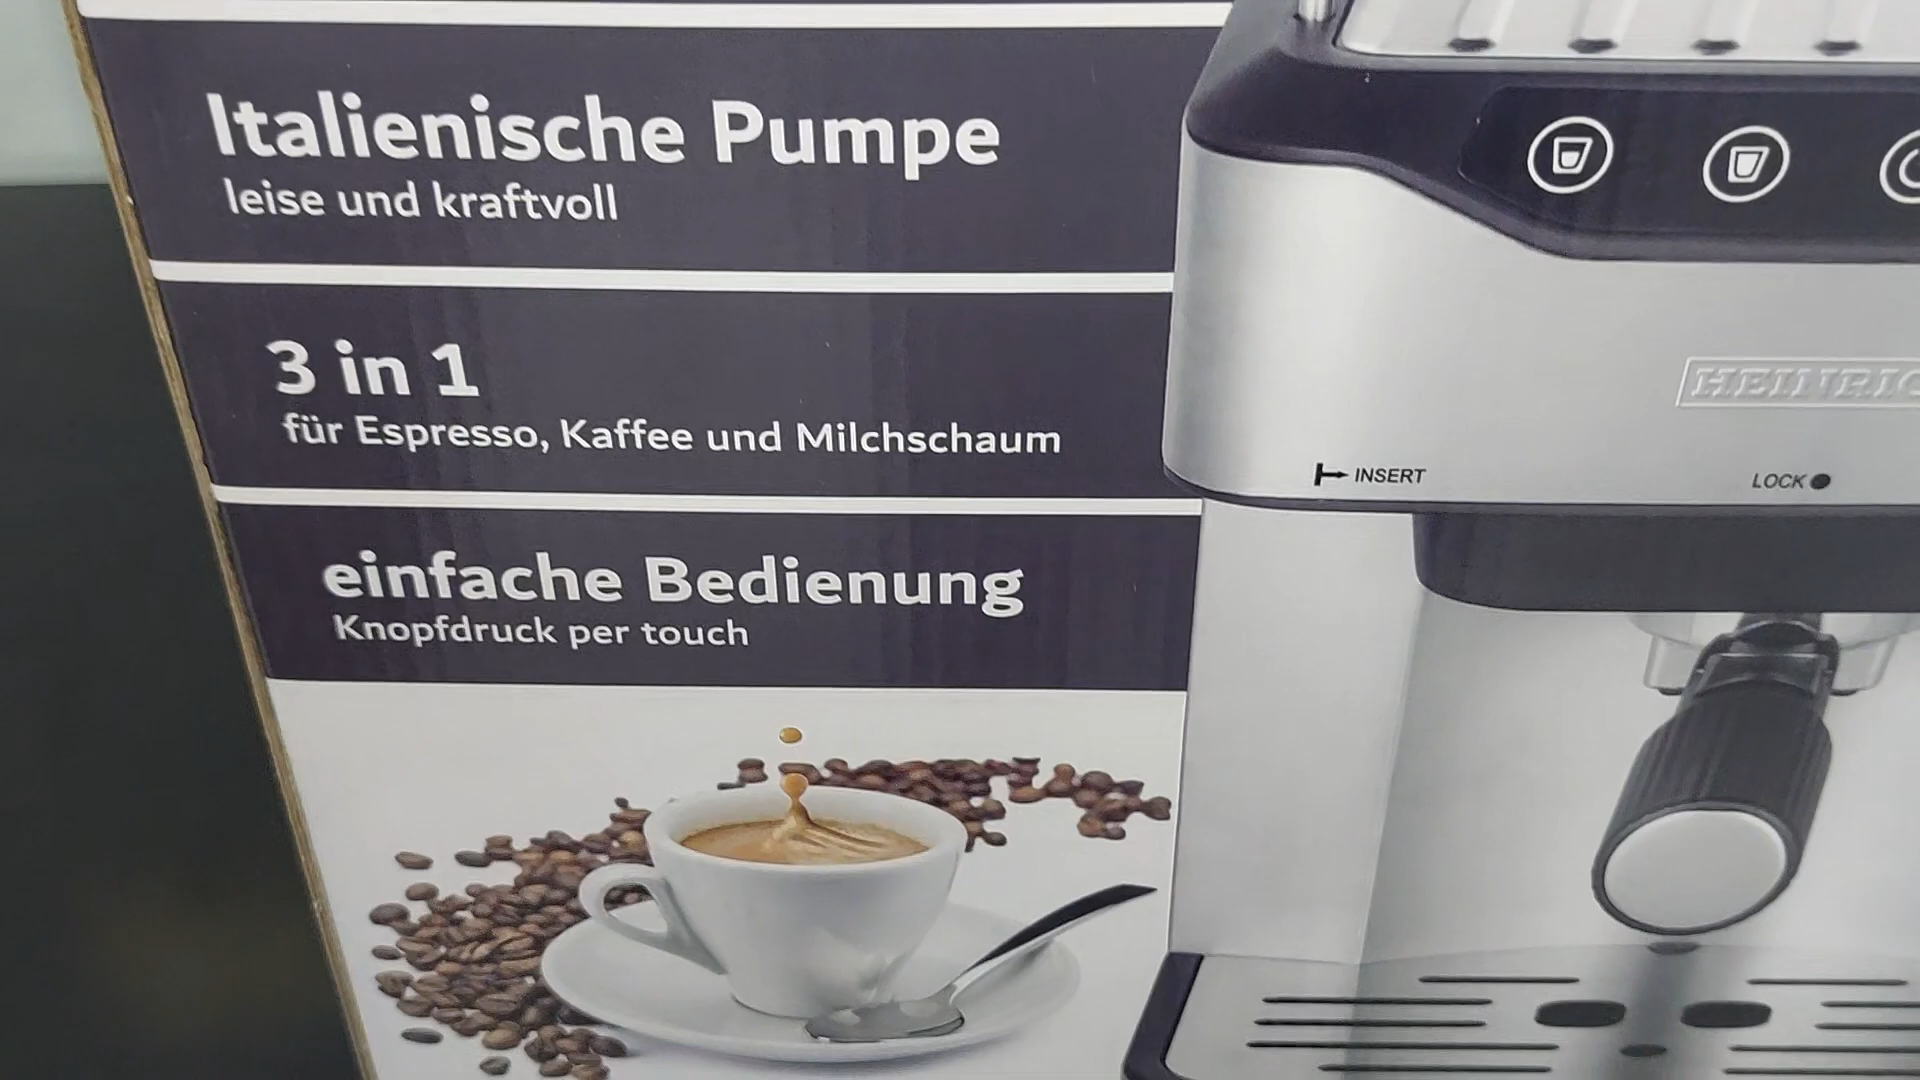 Italienische Pumpe
leise und kraftvoll
3 in 1
für Espresso, Kaffee und Milchschaum
einfache Bedienung
Knopfdruck per touch
INSERT
LOCK